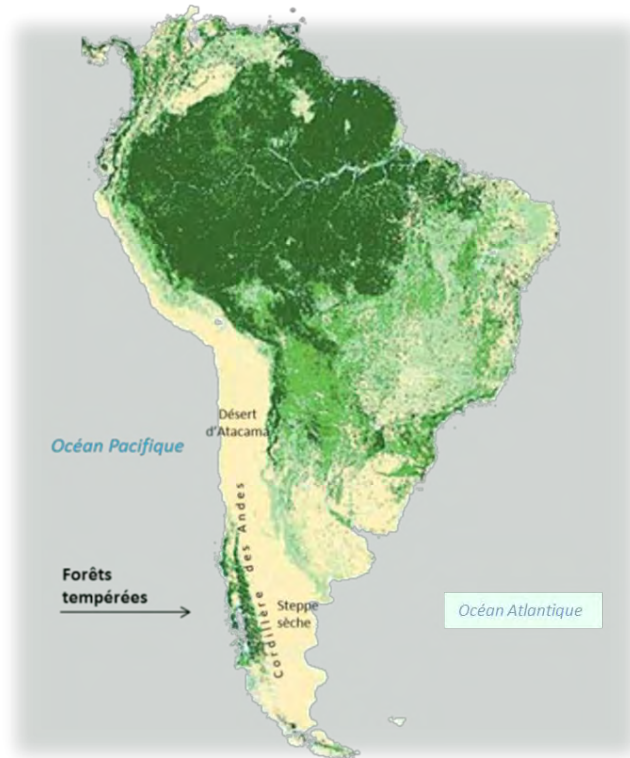 Désert
d'Atacama
Océan Pacifique
Cordillère des Andes
Forêts
tempérées
Steppe
sèche
Océan Atlantique